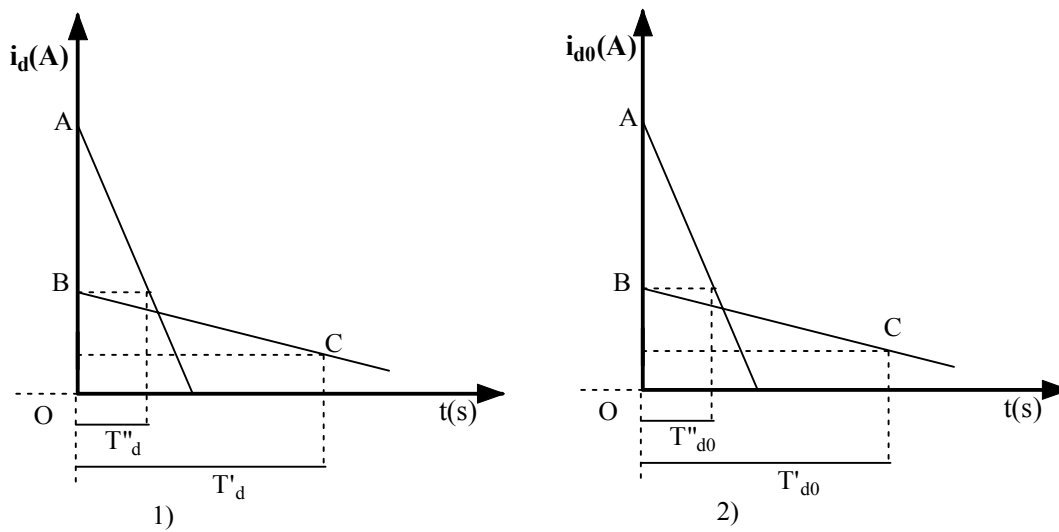 i_d(A)
A
B
C
O
t(s)
T''_d
T'_d
1)
i_d0(A)
A
B
C
O
t(s)
T''_d0
T'_d0
2)